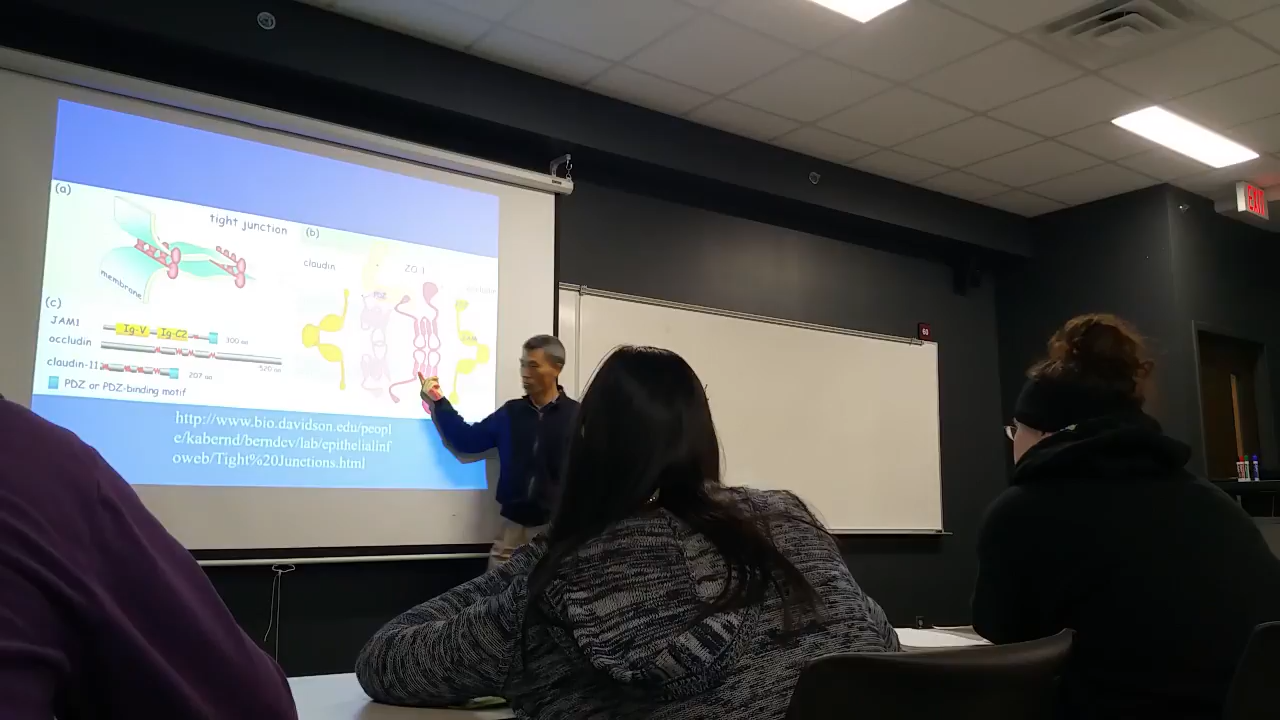 (a)
tight junction
membrane
(b)
claudin
ZO 1
PDZ
(c)
JAM1
Ig-V
Ig-C2
300 aa
occludin
520 aa
claudin-11
207 aa
PDZ or PDZ-binding motif
http://www.bio.davidson.edu/peopl
e/kabernd/berndcv/lab/epithelialinf
oweb/Tight%20Junctions.html
EXIT